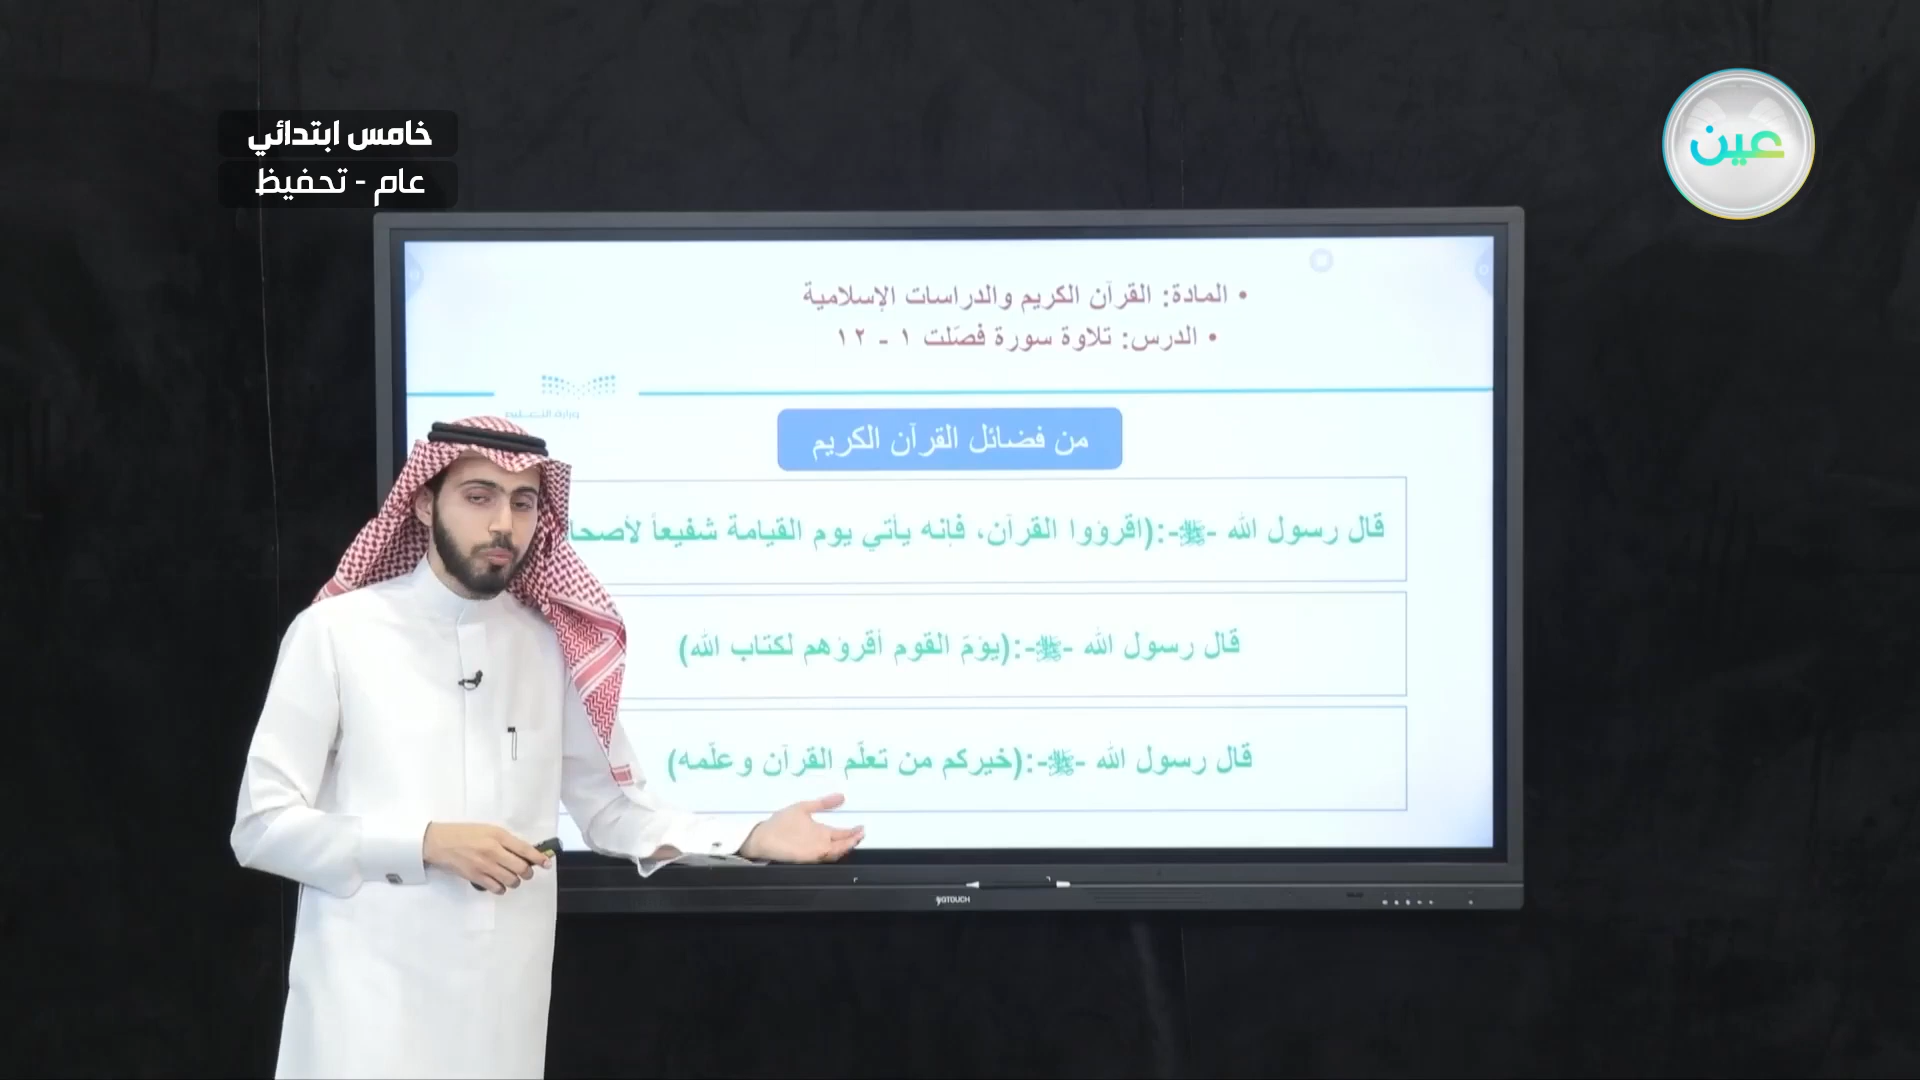 خامس ابتدائي
عام - تحفيظ
عين
• المادة: القرآن الكريم والدراسات الإسلامية
• الدرس: تلاوة سورة فصّلت ١ - ١٢
وزارة التعليم
من فضائل القرآن الكريم
قال رسول الله -ﷺ-:(اقرؤوا القرآن، فإنه يأتي يوم القيامة شفيعاً
قال رسول الله -ﷺ-:(يؤمَ القوم أقرؤهم لكتاب الله)
قال رسول الله -ﷺ-:(خيركم من تعلّم القرآن وعلّمه)